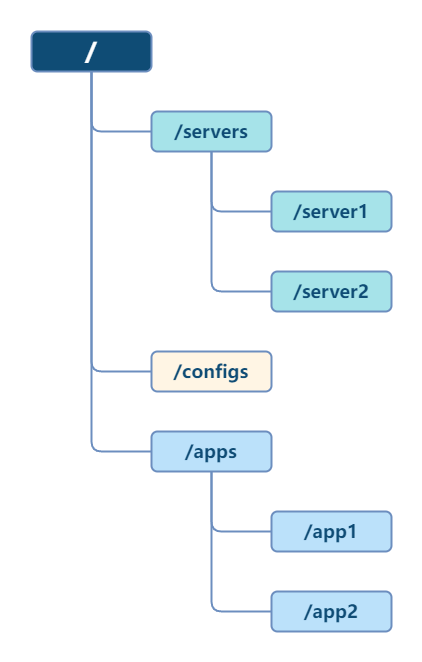 /
/servers
/server1
/server2
/configs
/apps
/app1
/app2